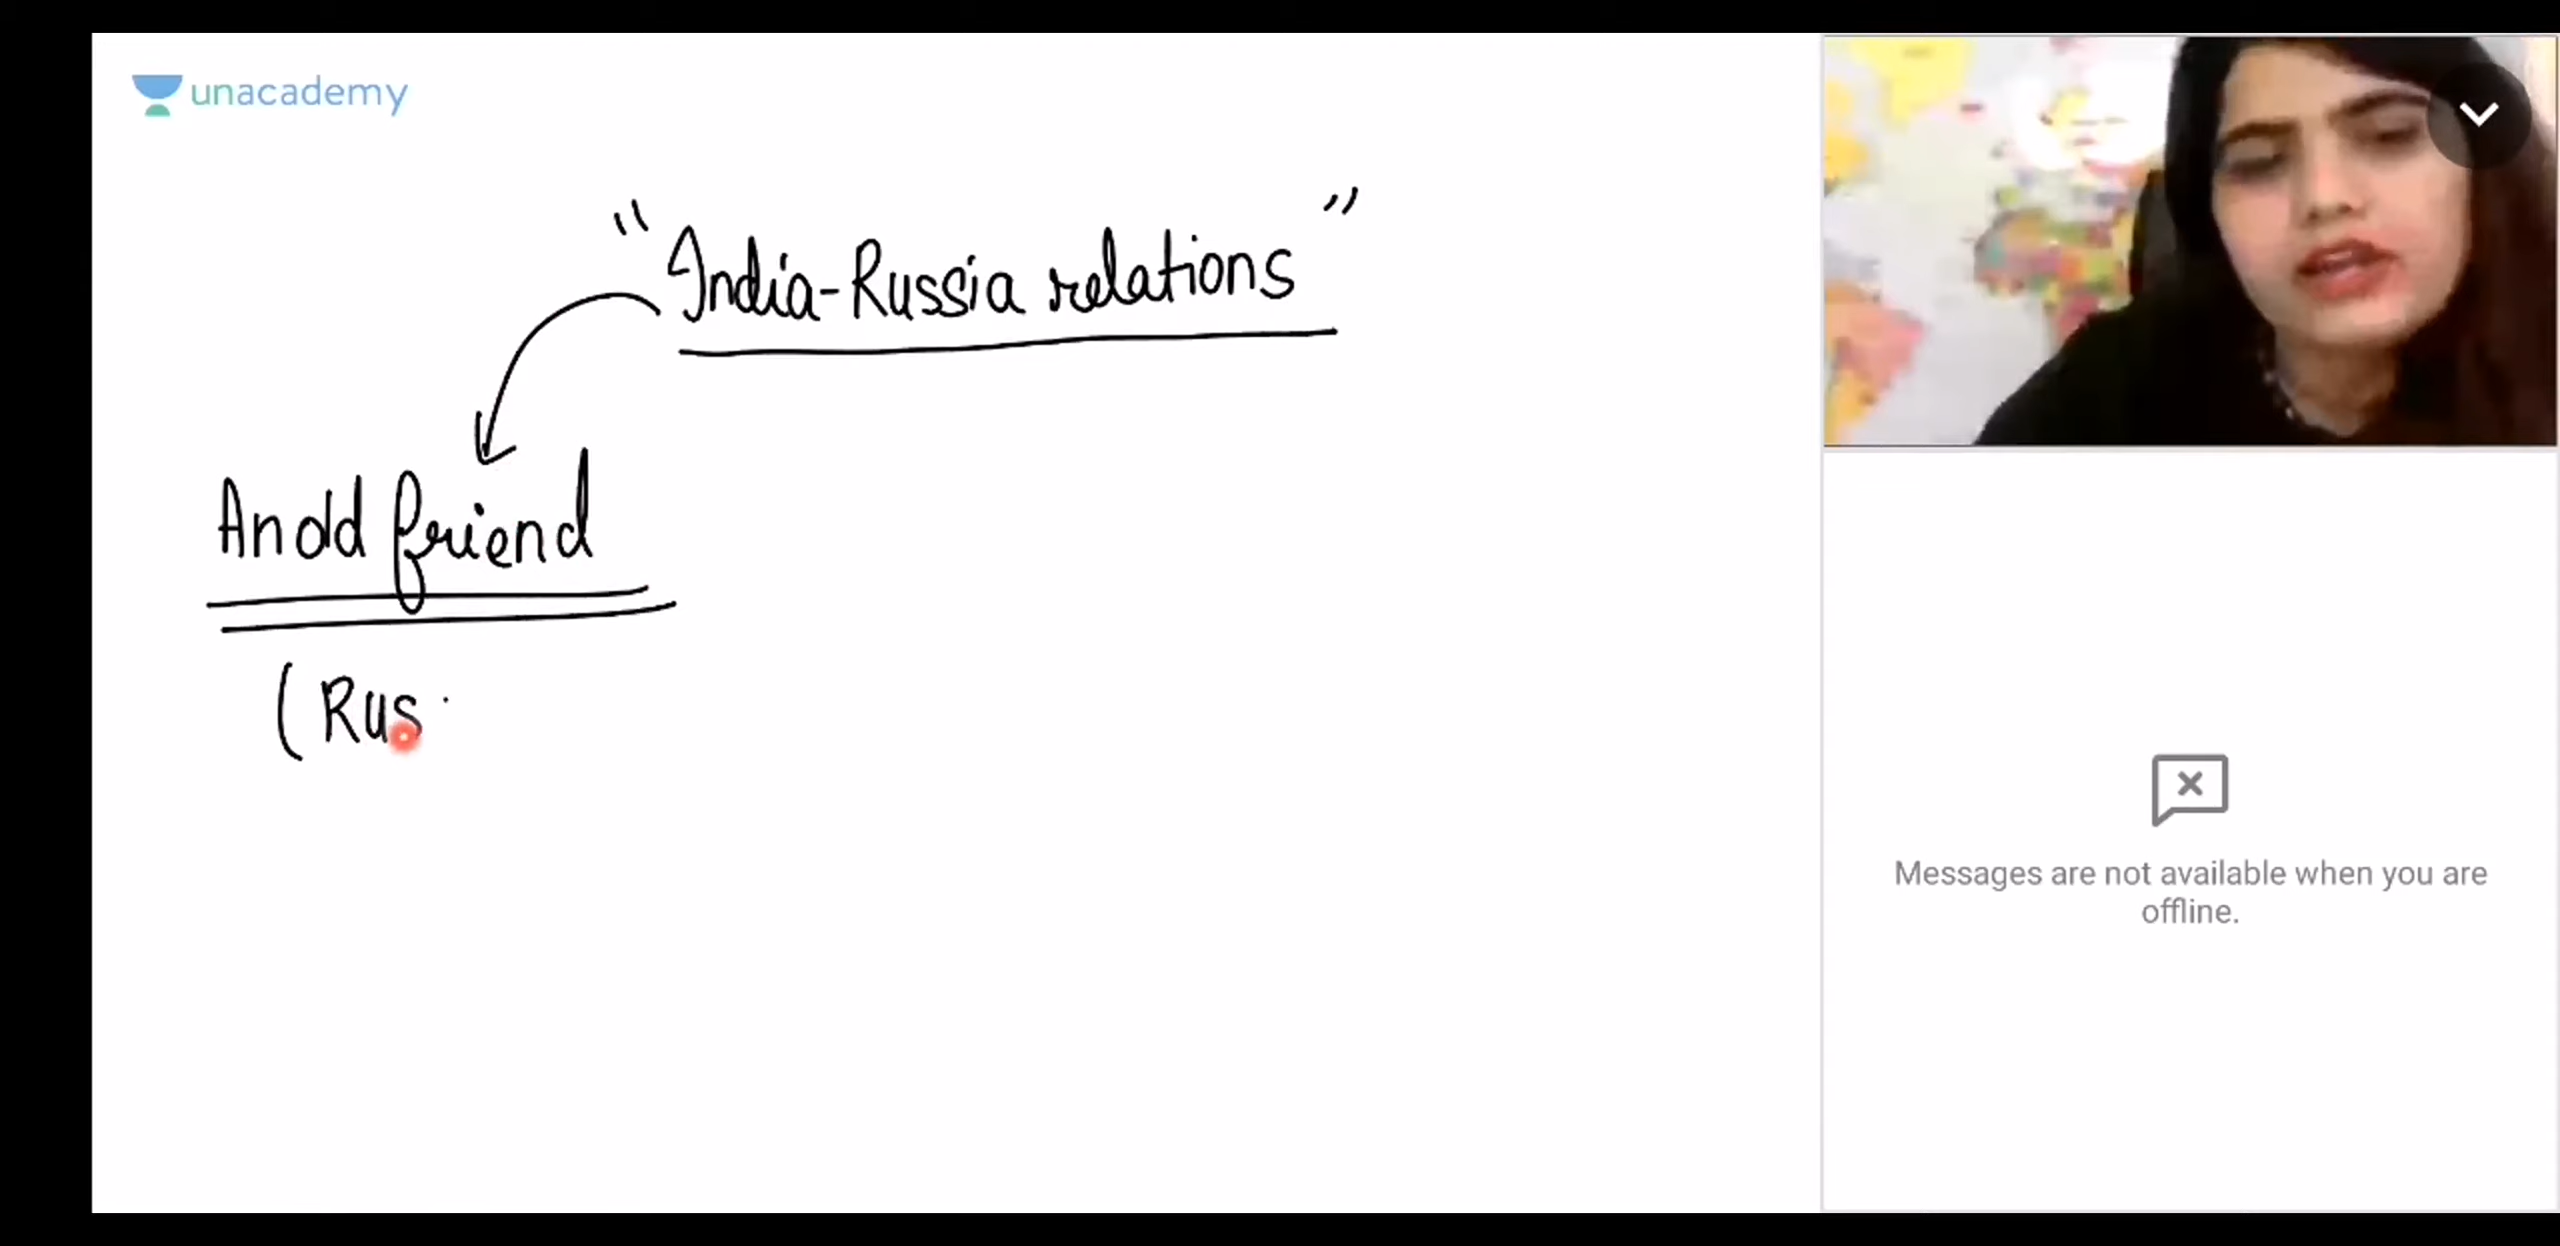 unacademy
"India-Russia relations"
An old friend
(Rus
Messages are not available when you are
offline.